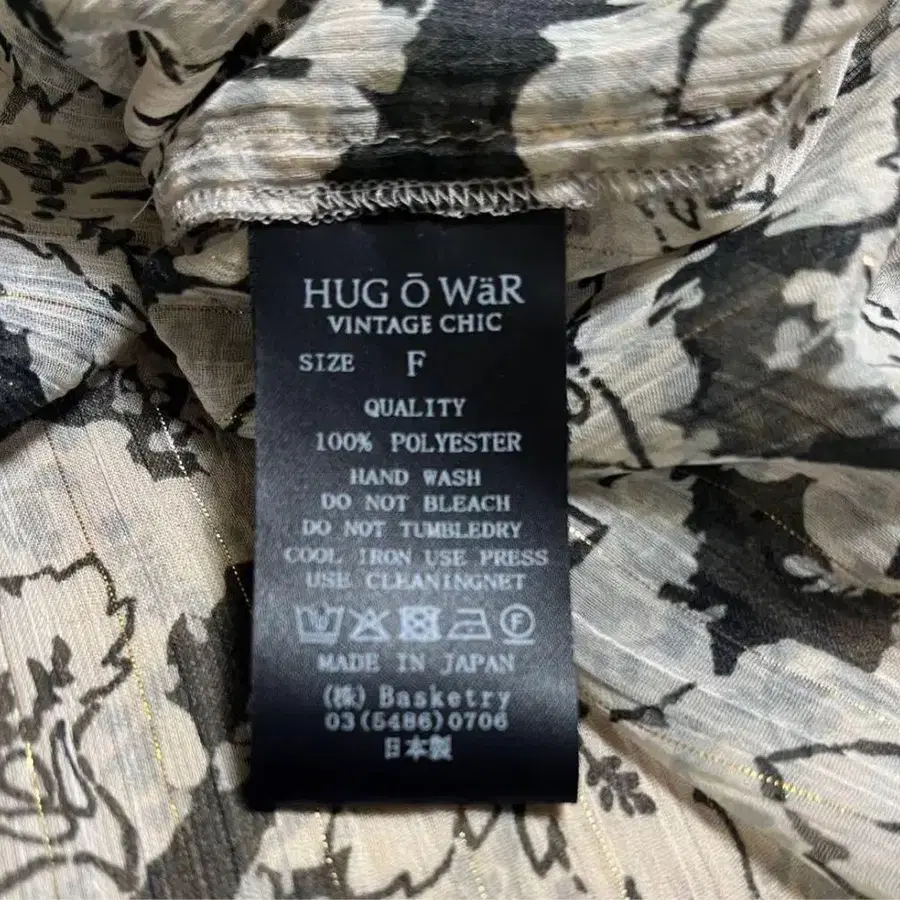 HUG Ō WäR
VINTAGE CHIC
SIZE F
QUALITY
100% POLYESTER
HAND WASH
DO NOT BLEACH
DO NOT TUMBLEDRY
COOL IRON USE PRESS
USE CLEANINGNET
MADE IN JAPAN
(株) Basketry
03(5486)0706
日本製